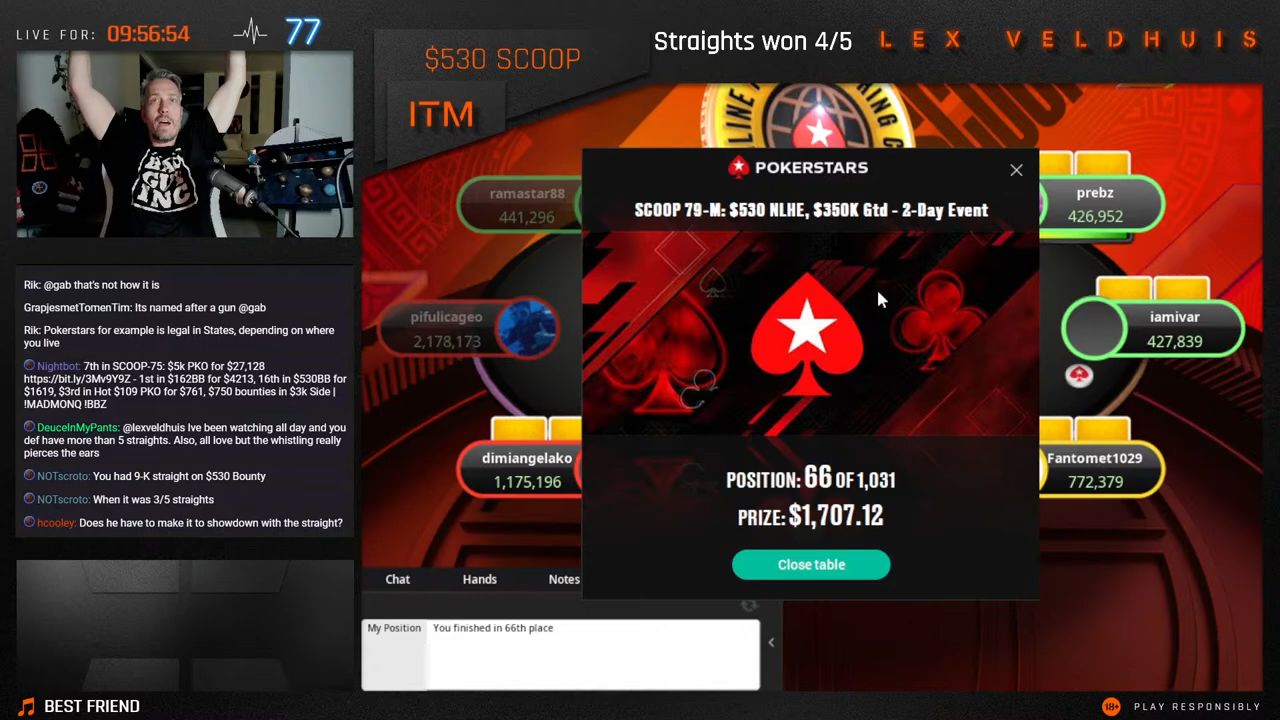 LIVE FOR: 09:56:54 77
$530 SCOOP
ITM
Straights won 4/5
LEX VELDHUIS
Rik: @gab that's not how it is
GrapjesmetTomenTim: Its named after a gun @gab
Rik: Pokerstars for example is legal in States, depending on where
you live
Nightbot: 7th in SCOOP-75: $5k PKO for $27,128
https://bit.ly/3Mv9Y9Z - 1st in $162BB for $4213, 16th in $530BB for
$1619, $3rd in Hot $109 PKO for $761, $750 bounties in $3k Side |
!MADMONQ !BBZ
DeuceInMyPants: @lexveldhuis Ive been watching all day and you
def have more than 5 straights. Also, all love but the whistling really
pierces the ears
NOTscroto: You had 9-K straight on $530 Bounty
NOTscroto: When it was 3/5 straights
hcooley: Does he have to make it to showdown with the straight?
ramastar88
441,296
pifulicageo
2,178,173
dimiangelako
1,175,196
prebz
426,952
iamivar
427,839
Fantomet1029
772,379
POKERSTARS
SCOOP 79-M: $530 NLHE, $350K Gtd - 2-Day Event
POSITION: 66 OF 1,031
PRIZE: $1,707.12
Close table
Chat Hands Notes
My Position You finished in 66th place
BEST FRIEND
18+ PLAY RESPONSIBLY